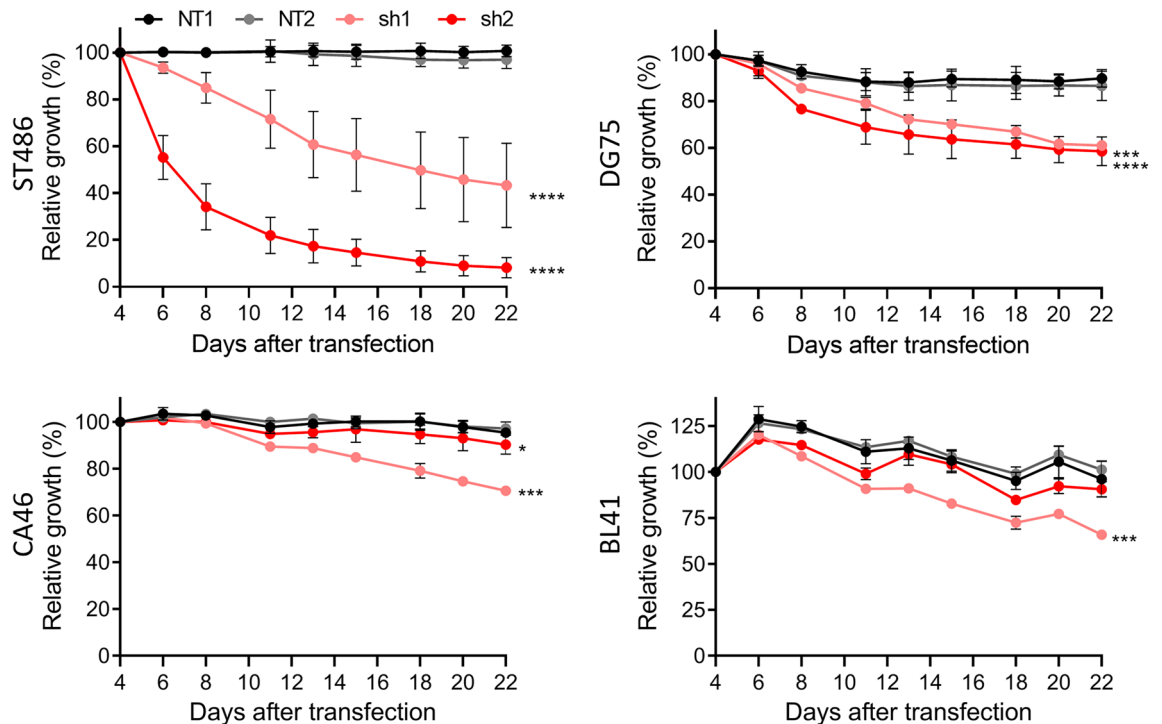 NT1 NT2 sh1 sh2
ST486
Relative growth (%)
100
80
60
40
20
0
****
****
4 6 8 10 12 14 16 18 20 22
Days after transfection
DG75
Relative growth (%)
100
80
60
40
20
0
***
****
4 6 8 10 12 14 16 18 20 22
Days after transfection
CA46
Relative growth (%)
100
80
60
40
20
0
*
***
4 6 8 10 12 14 16 18 20 22
Days after transfection
BL41
Relative growth (%)
125
100
75
50
25
0
***
4 6 8 10 12 14 16 18 20 22
Days after transfection